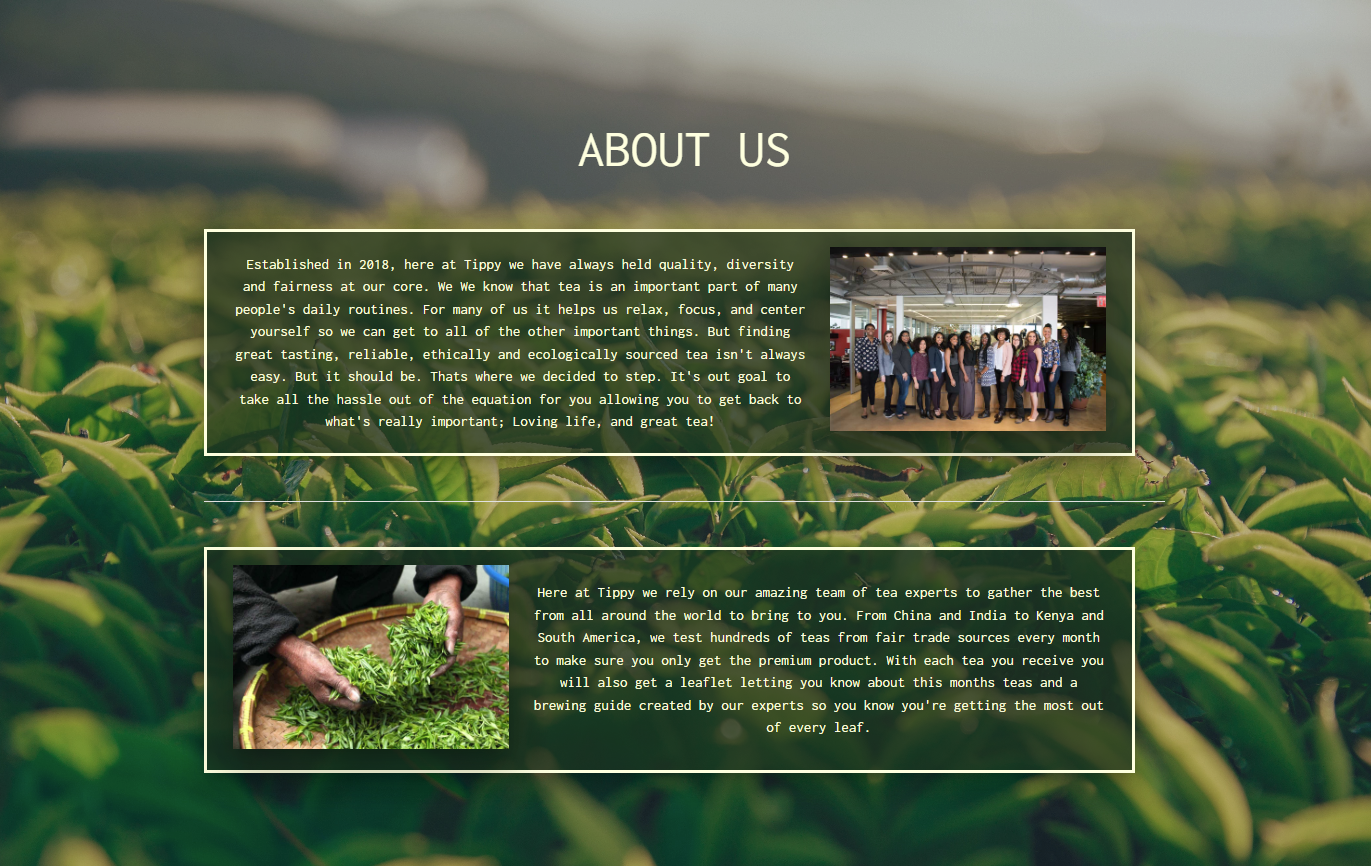 ABOUT US
Established in 2018, here at Tippy we have always held quality, diversity
and fairness at our core. We We know that tea is an important part of many
people's daily routines. For many of us it helps us relax, focus, and center
yourself so we can get to all of the other important things. But finding
great tasting, reliable, ethically and ecologically sourced tea isn't always
easy. But it should be. Thats where we decided to step. It's out goal to
take all the hassle out of the equation for you allowing you to get back to
what's really important; Loving life, and great tea!
Here at Tippy we rely on our amazing team of tea experts to gather the best
from all around the world to bring to you. From China and India to Kenya and
South America, we test hundreds of teas from fair trade sources every month
to make sure you only get the premium product. With each tea you receive you
will also get a leaflet letting you know about this months teas and a
brewing guide created by our experts so you know you're getting the most out
of every leaf.